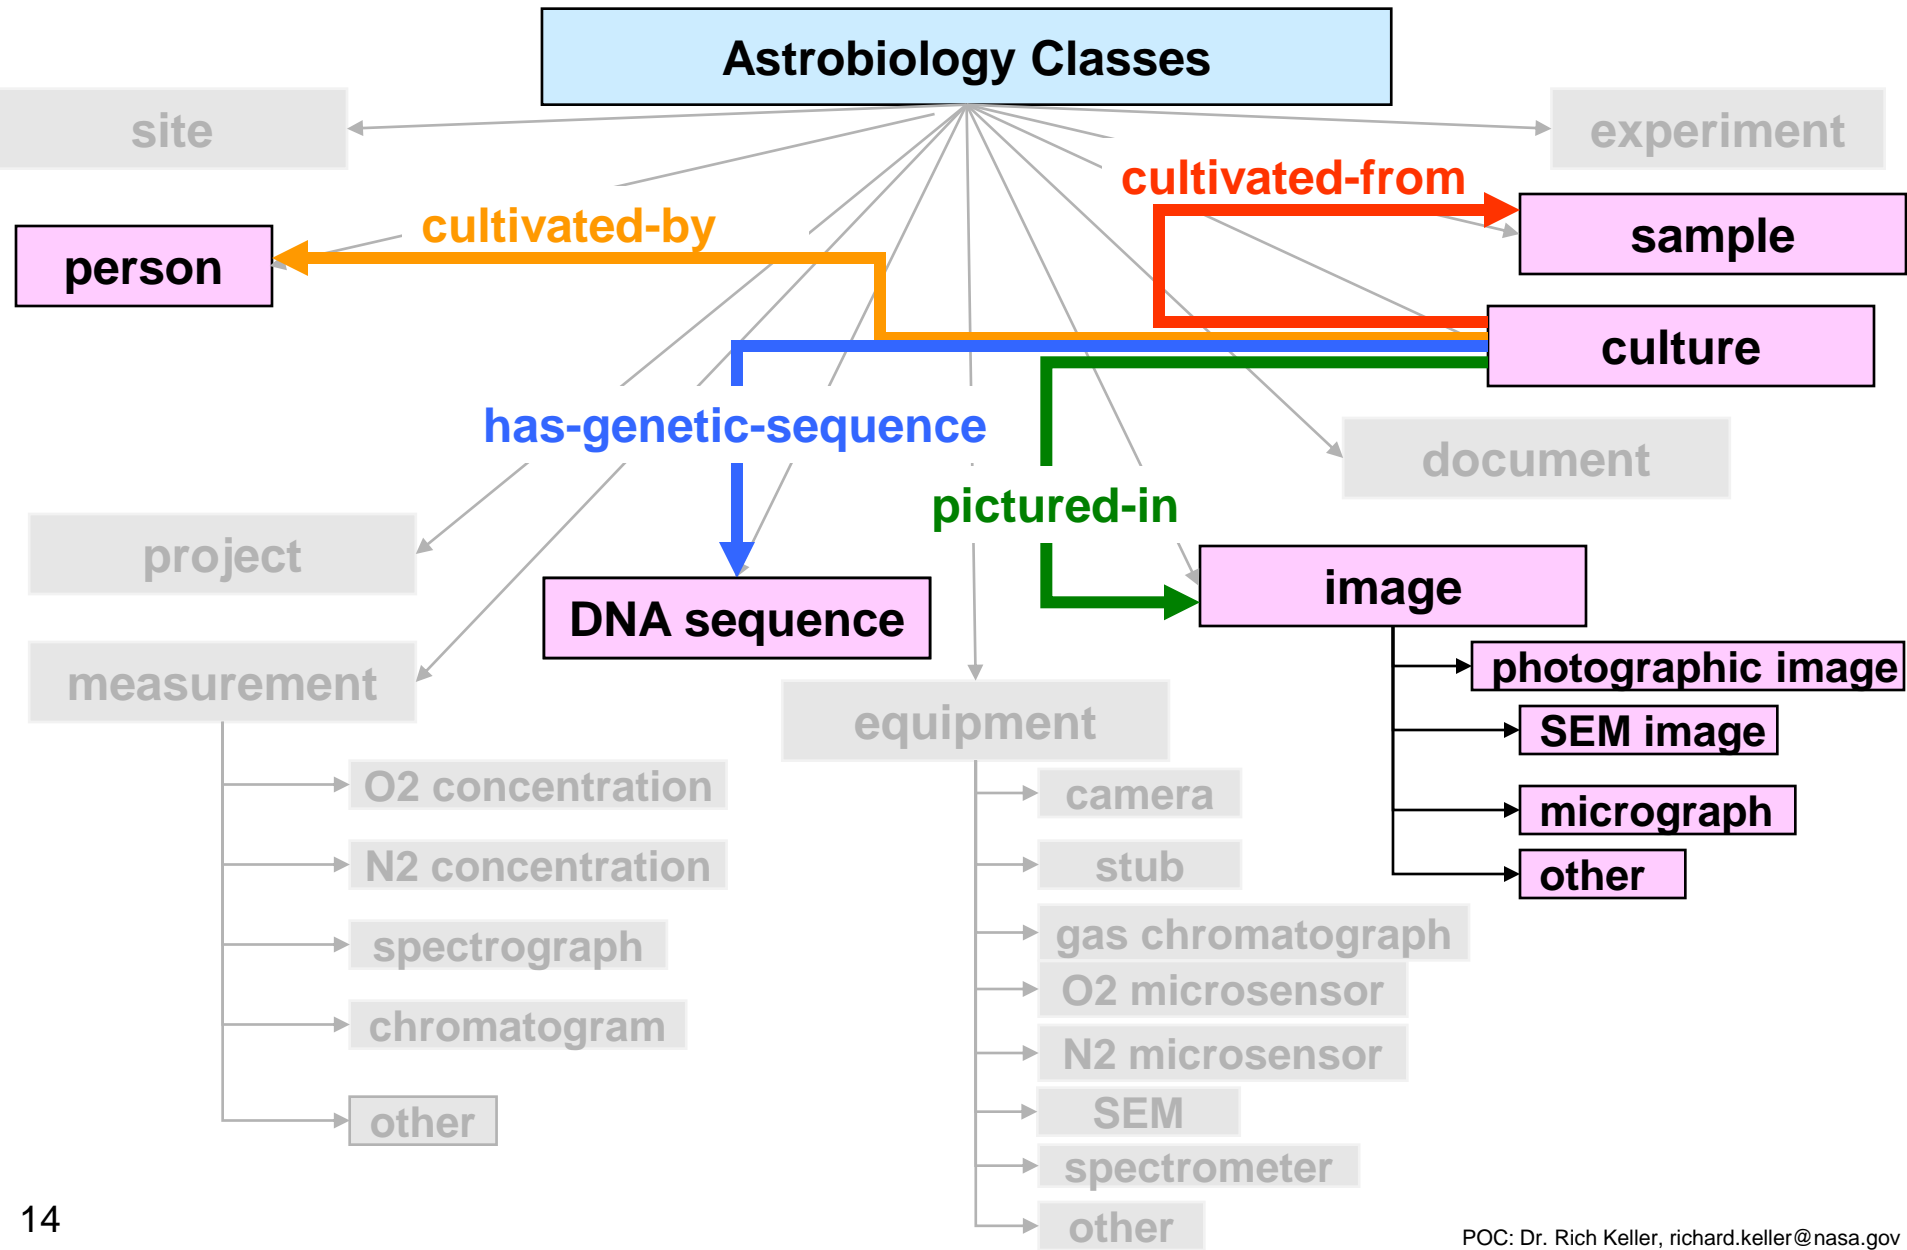 Astrobiology Classes
site
experiment
cultivated-from
cultivated-by
sample
person
culture
has-genetic-sequence
document
pictured-in
project
image
DNA sequence
photographic image
measurement
equipment
SEM image
O2 concentration
camera
micrograph
N2 concentration
stub
other
spectrograph
gas chromatograph
O2 microsensor
chromatogram
N2 microsensor
other
SEM
spectrometer
other
14
POC: Dr. Rich Keller, richard.keller@nasa.gov